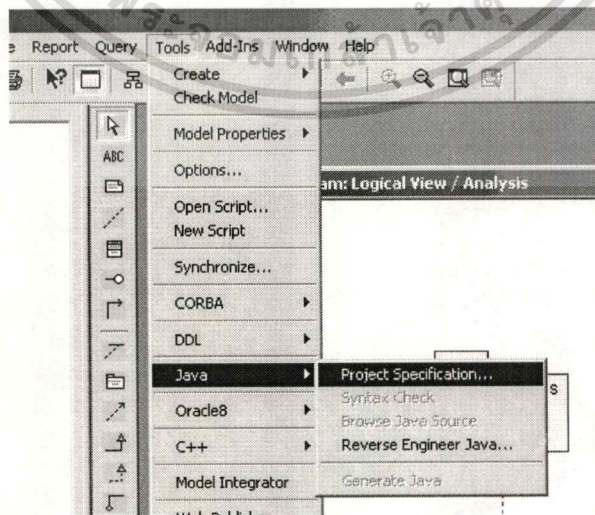 Report Query Tools Add-Ins Window Help
Create
Check Model
Model Properties
ABC
Options...
am: Logical View / Analysis
Open Script...
New Script
Synchronize...
CORBA
DDL
Java
Project Specification...
s
Syntax Check
Browse Java Source
Oracle8
Reverse Engineer Java...
C++
Model Integrator
Generate Java